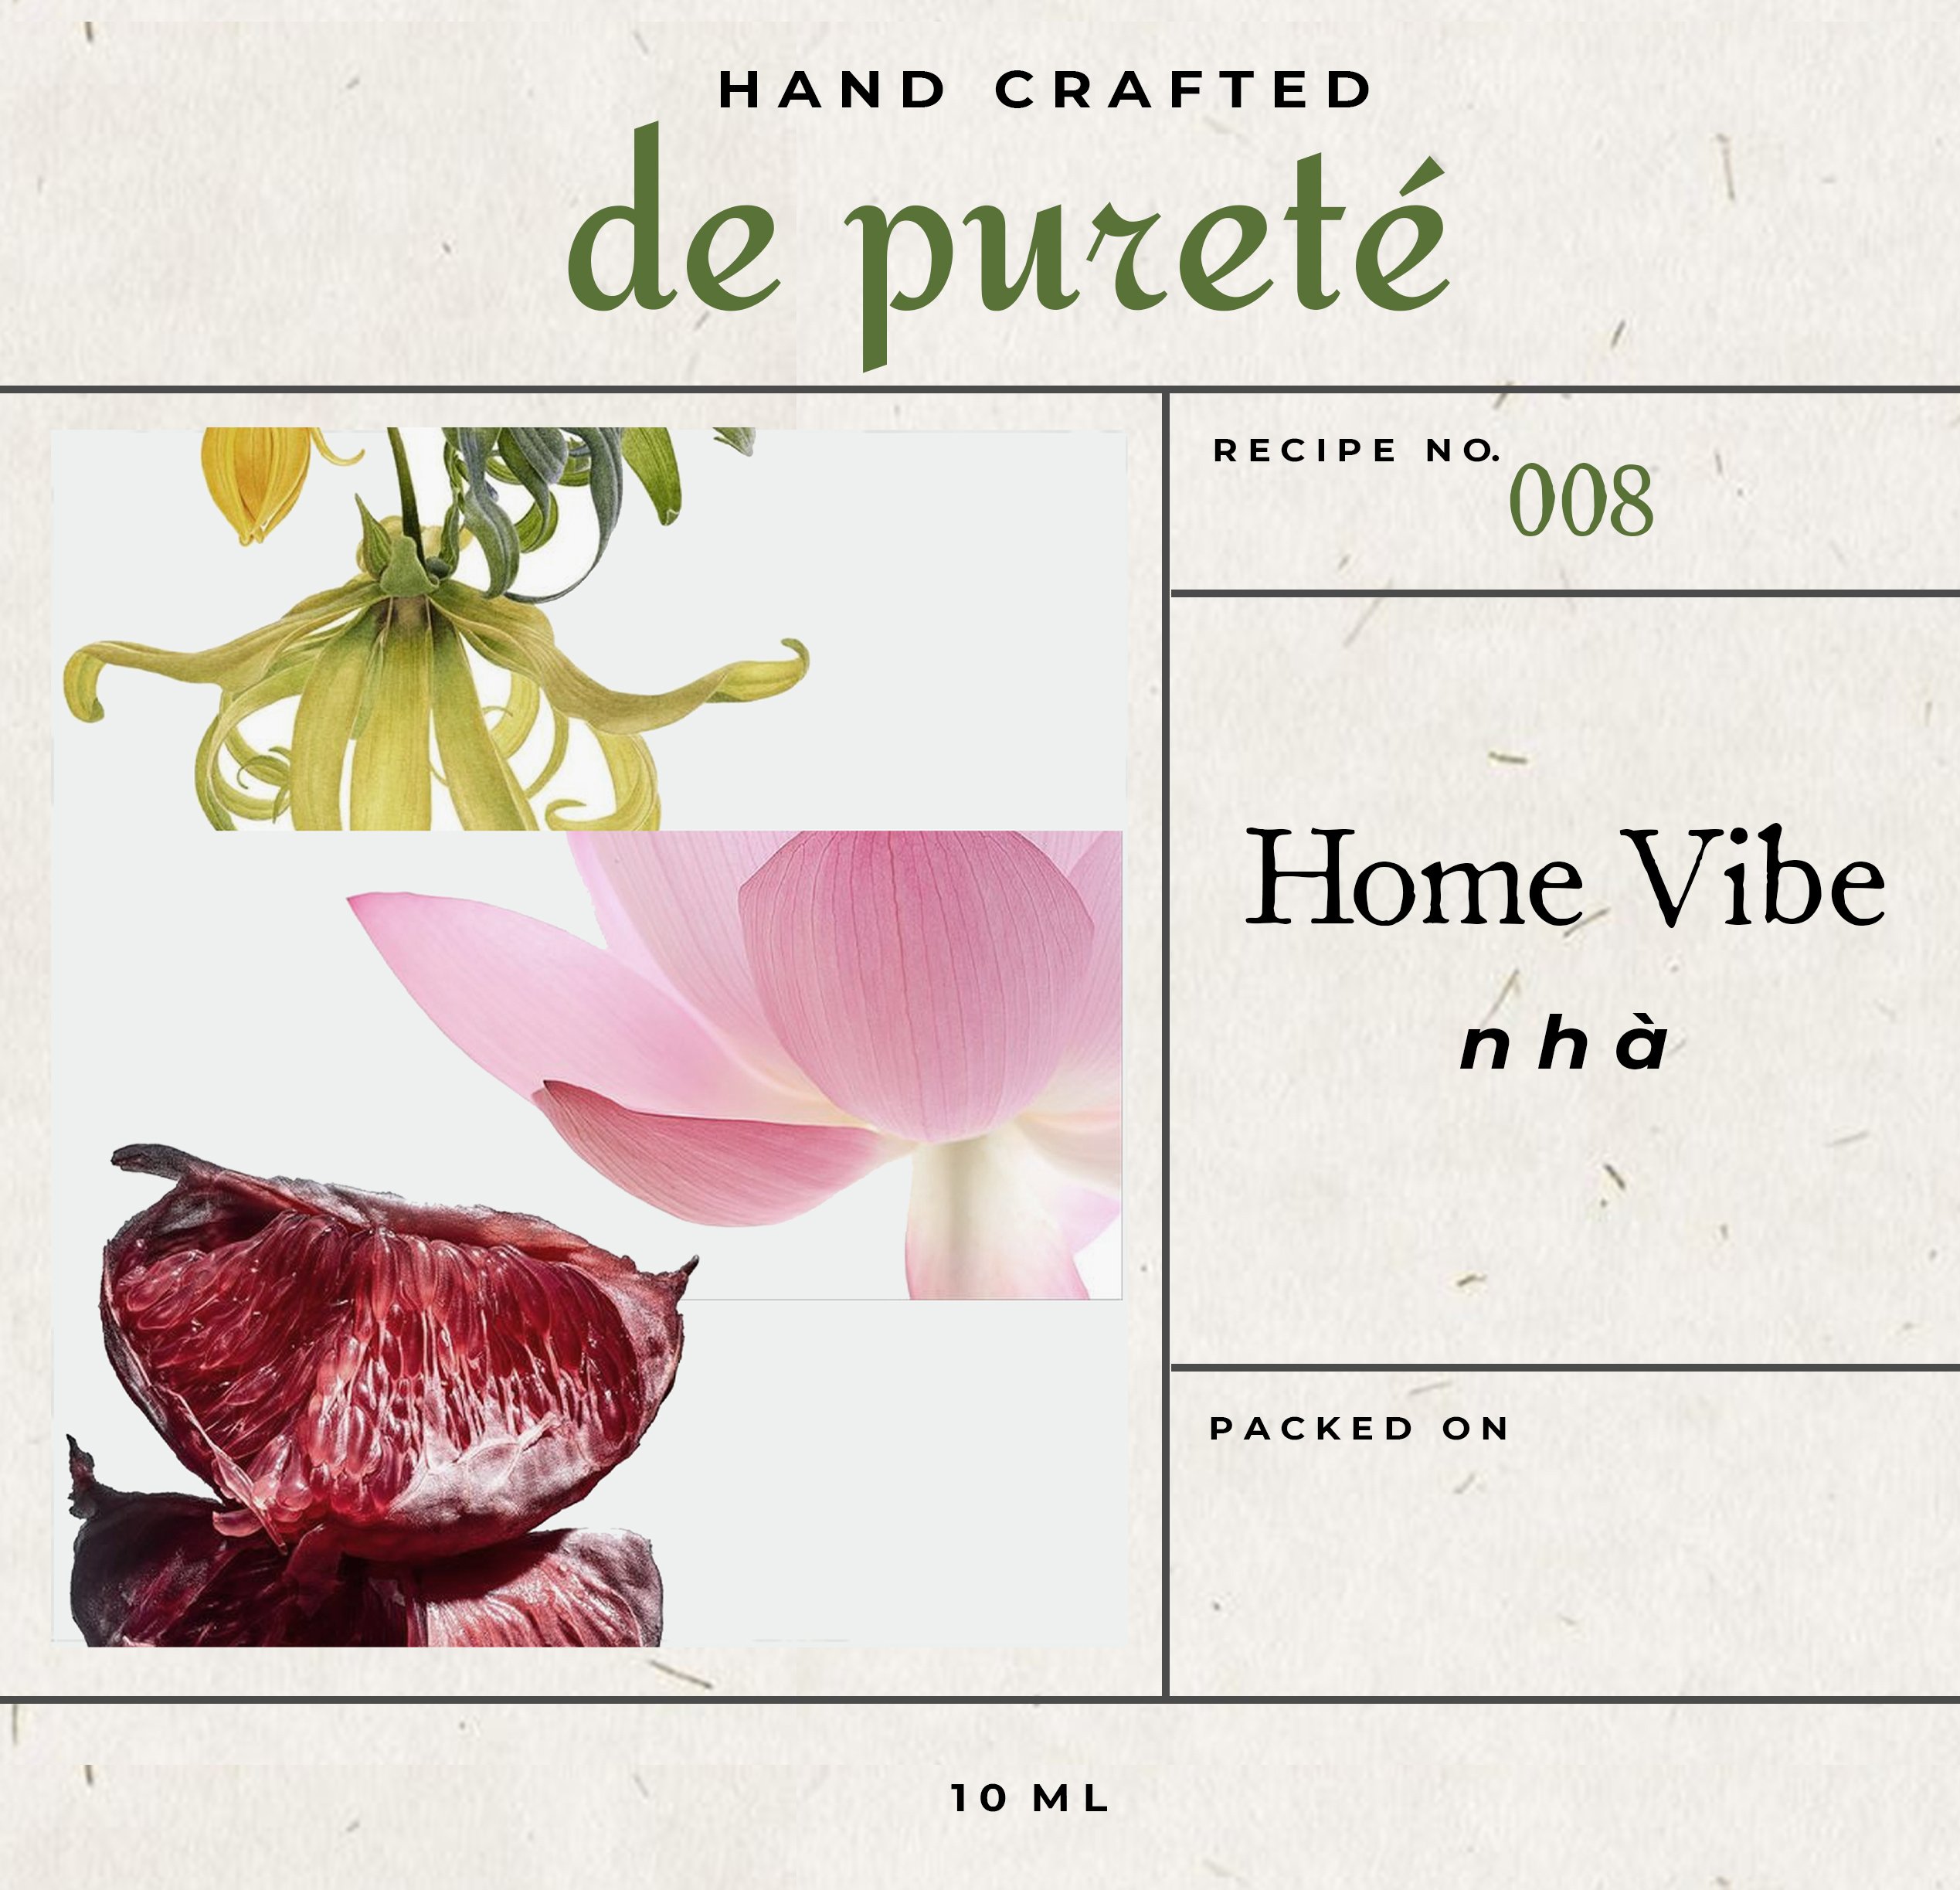 HAND CRAFTED
de pureté
RECIPE NO. 008
Home Vibe
nhà
PACKED ON
10 ML